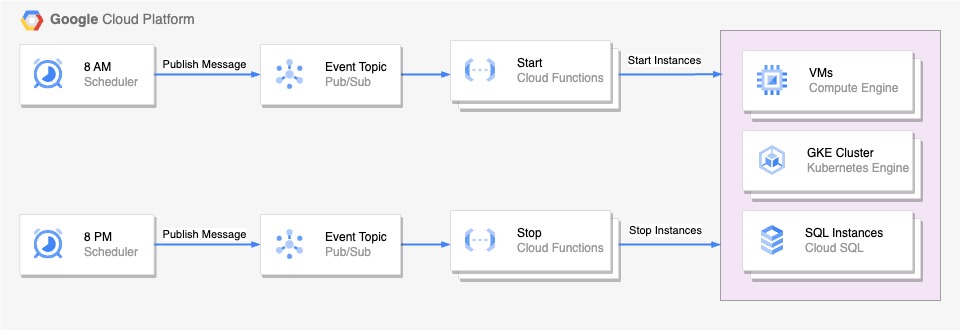 Google Cloud Platform
8 AM
Scheduler
Publish Message
Event Topic
Pub/Sub
Start
Cloud Functions
Start Instances
VMs
Compute Engine
GKE Cluster
Kubernetes Engine
8 PM
Scheduler
Publish Message
Event Topic
Pub/Sub
Stop
Cloud Functions
Stop Instances
SQL Instances
Cloud SQL